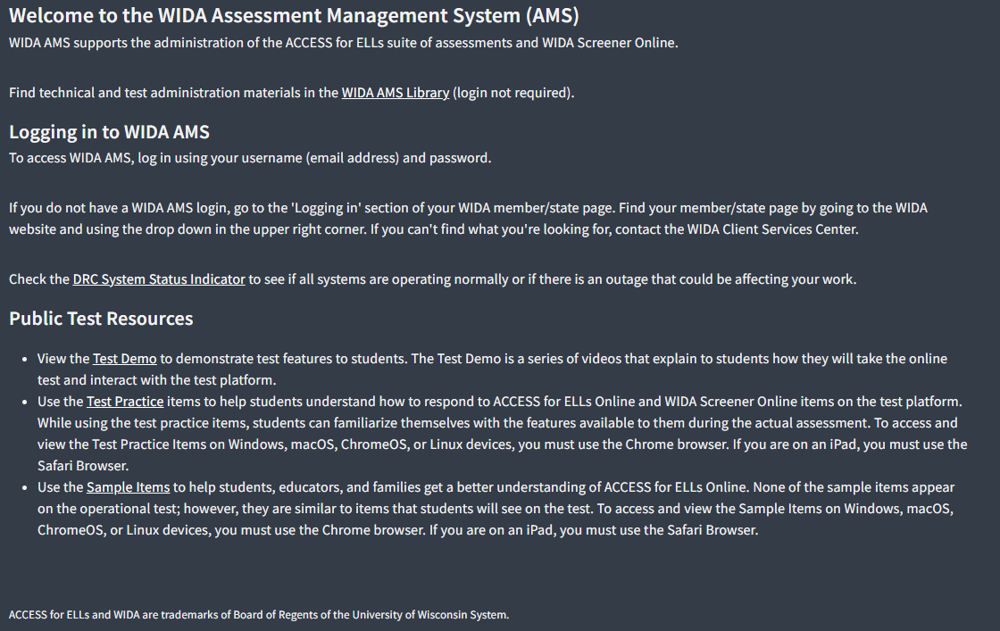 Welcome to the WIDA Assessment Management System (AMS)
WIDA AMS supports the administration of the ACCESS for ELLs suite of assessments and WIDA Screener Online.
Find technical and test administration materials in the WIDA AMS Library (login not required).
Logging in to WIDA AMS
To access WIDA AMS, log in using your username (email address) and password.
If you do not have a WIDA AMS login, go to the 'Logging in' section of your WIDA member/state page. Find your member/state page by going to the WIDA
website and using the drop down in the upper right corner. If you can't find what you're looking for, contact the WIDA Client Services Center.
Check the DRC System Status Indicator to see if all systems are operating normally or if there is an outage that could be affecting your work.
Public Test Resources
• View the Test Demo to demonstrate test features to students. The Test Demo is a series of videos that explain to students how they will take the online
test and interact with the test platform.
• Use the Test Practice items to help students understand how to respond to ACCESS for ELLs Online and WIDA Screener Online items on the test platform.
While using the test practice items, students can familiarize themselves with the features available to them during the actual assessment. To access and
view the Test Practice Items on Windows, macOS, ChromeOS, or Linux devices, you must use the Chrome browser. If you are on an iPad, you must use the
Safari Browser.
• Use the Sample Items to help students, educators, and families get a better understanding of ACCESS for ELLs Online. None of the sample items appear
on the operational test; however, they are similar to items that students will see on the test. To access and view the Sample Items on Windows, macOS,
ChromeOS, or Linux devices, you must use the Chrome browser. If you are on an iPad, you must use the Safari Browser.
ACCESS for ELLs and WIDA are trademarks of Board of Regents of the University of Wisconsin System.